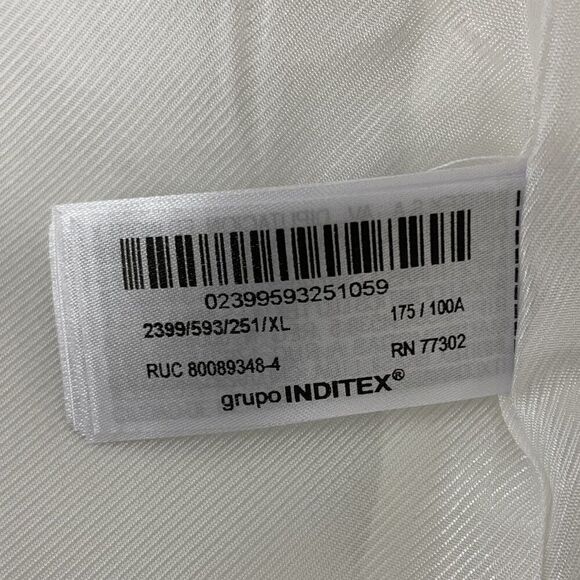 02399593251059
2399/593/251/XL 175 / 100A
RUC 80089348-4 RN 77302
grupo INDITEX®